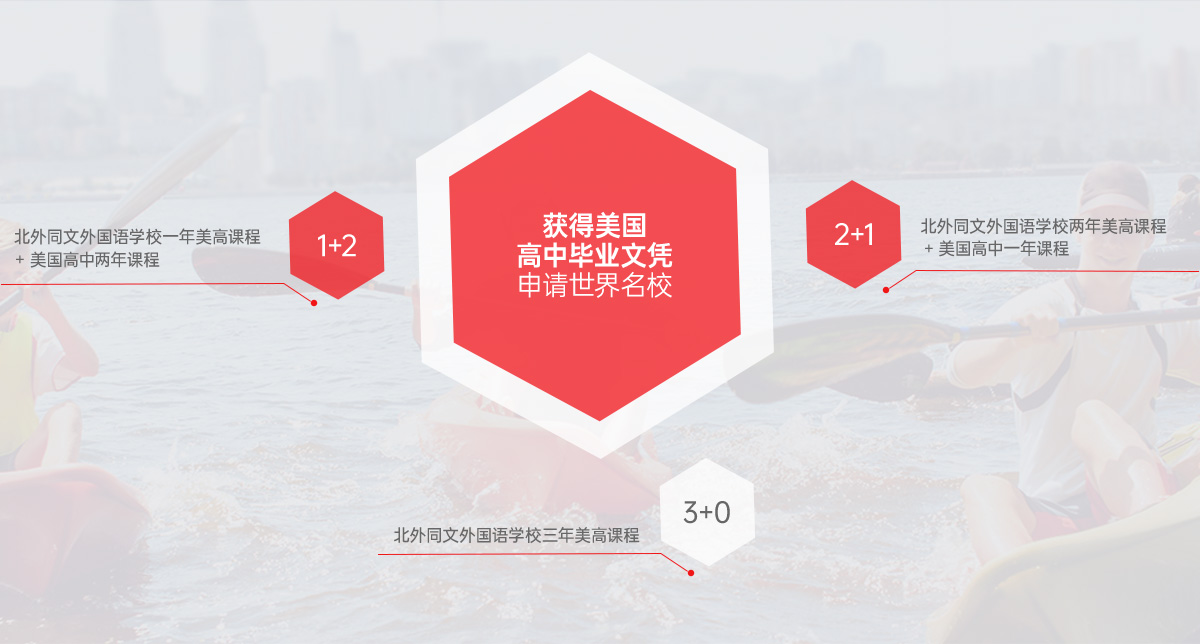 获得美国
高中毕业文凭
申请世界名校
1+2
北外同文外国语学校一年美高课程
+ 美国高中两年课程
2+1
北外同文外国语学校两年美高课程
+ 美国高中一年课程
3+0
北外同文外国语学校三年美高课程